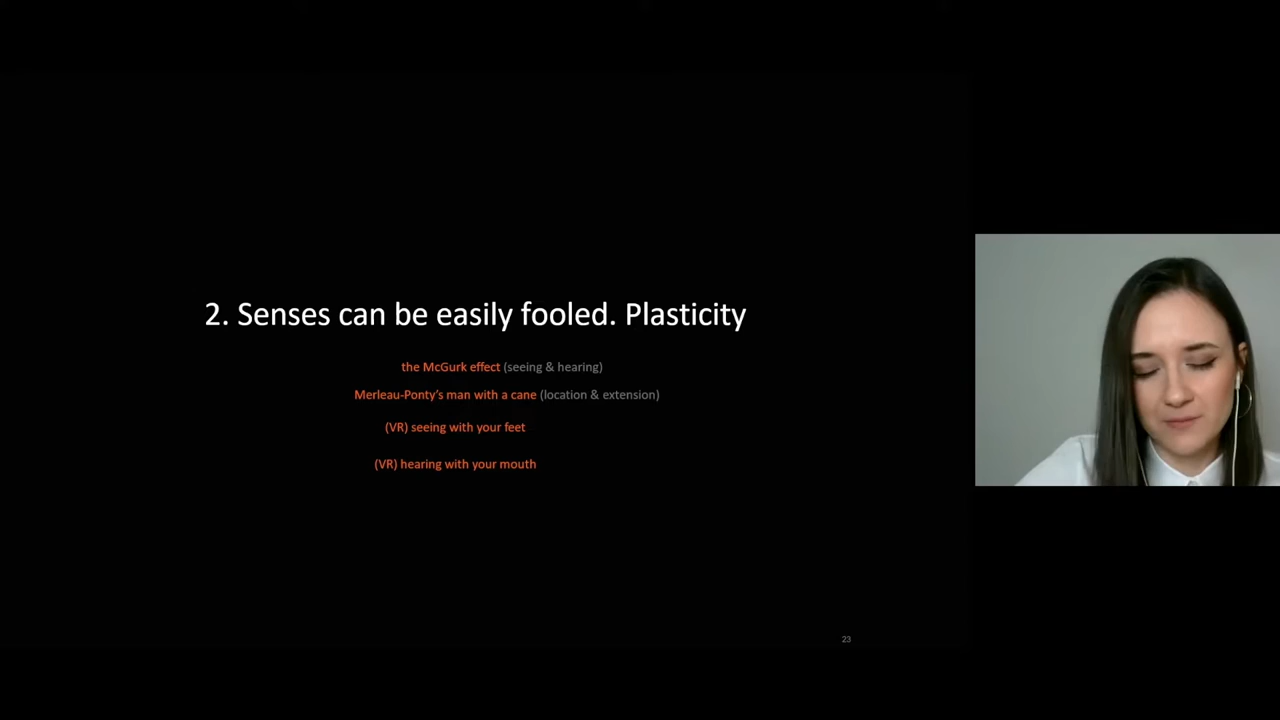 2. Senses can be easily fooled. Plasticity
the McGurk effect (seeing & hearing)
Merleau-Ponty's man with a cane (location & extension)
(VR) seeing with your feet
(VR) hearing with your mouth
23